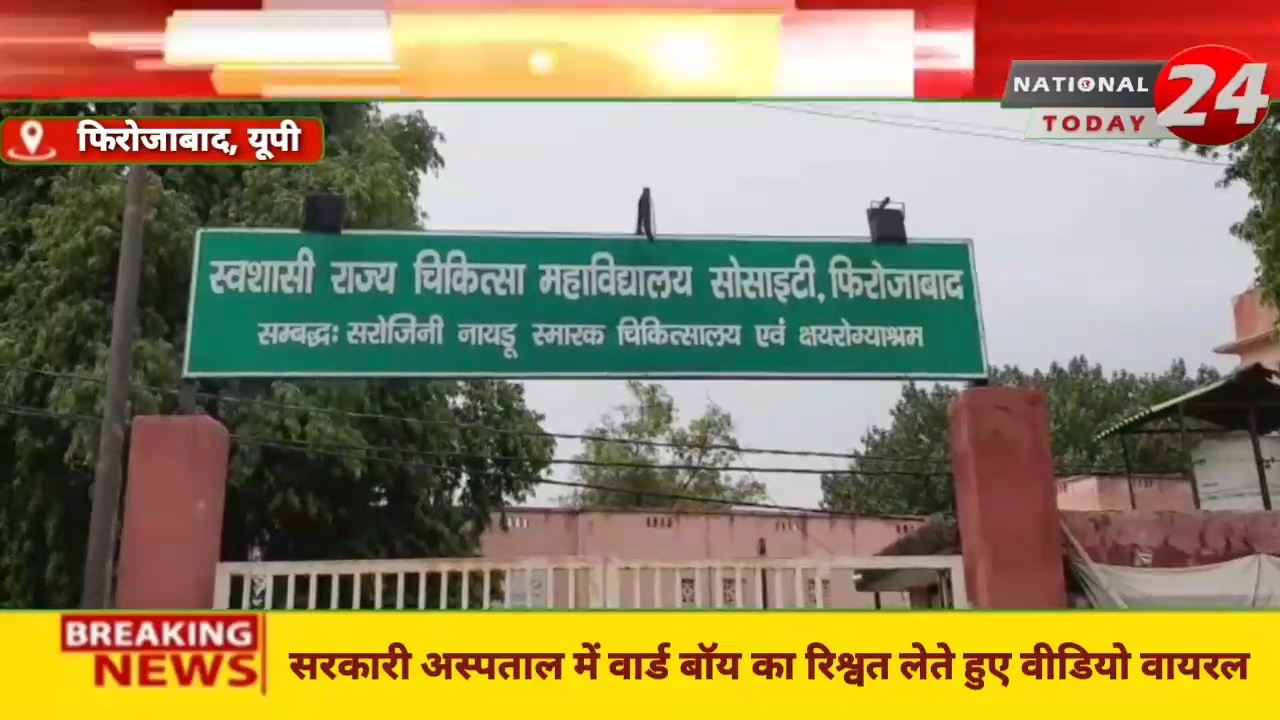 NATIONAL
TODAY
24
फिरोजाबाद, यूपी
स्वशासी राज्य चिकित्सा महाविद्यालय सोसाइटी, फिरोजाबाद
सम्बद्धः सरोजिनी नायडू स्मारक चिकित्सालय एवं क्षयरोग्याश्रम
BREAKING
NEWS
सरकारी अस्पताल में वार्ड बॉय का रिश्वत लेते हुए वीडियो वायरल